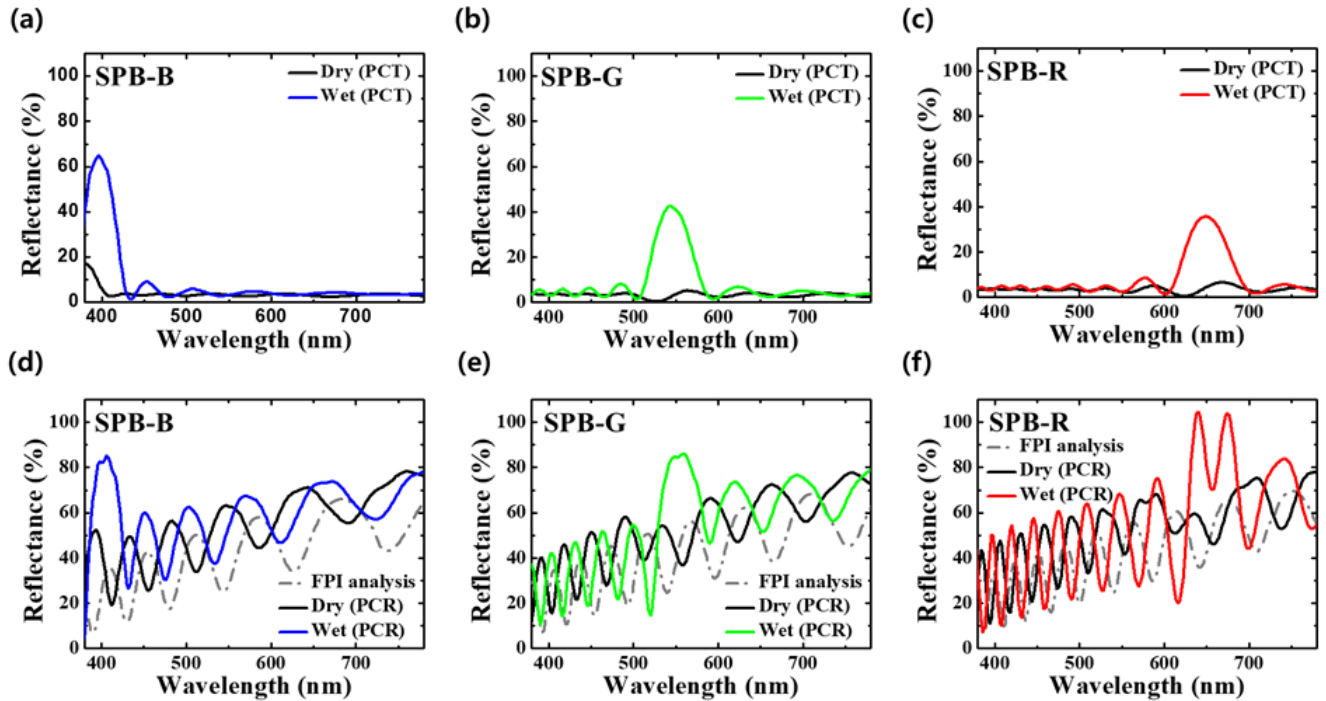 (a)
SPB-B
Dry (PCT)
Wet (PCT)
Reflectance (%)
100
80
60
40
20
0
400 500 600 700
Wavelength (nm)
(b)
SPB-G
Dry (PCT)
Wet (PCT)
Reflectance (%)
100
80
60
40
20
0
400 500 600 700
Wavelength (nm)
(c)
SPB-R
Dry (PCT)
Wet (PCT)
Reflectance (%)
100
80
60
40
20
0
400 500 600 700
Wavelength (nm)
(d)
SPB-B
FPI analysis
Dry (PCR)
Wet (PCR)
Reflectance (%)
100
80
60
40
20
0
400 500 600 700
Wavelength (nm)
(e)
SPB-G
FPI analysis
Dry (PCR)
Wet (PCR)
Reflectance (%)
100
80
60
40
20
0
400 500 600 700
Wavelength (nm)
(f)
SPB-R
FPI analysis
Dry (PCR)
Wet (PCR)
Reflectance (%)
100
80
60
40
20
0
400 500 600 700
Wavelength (nm)